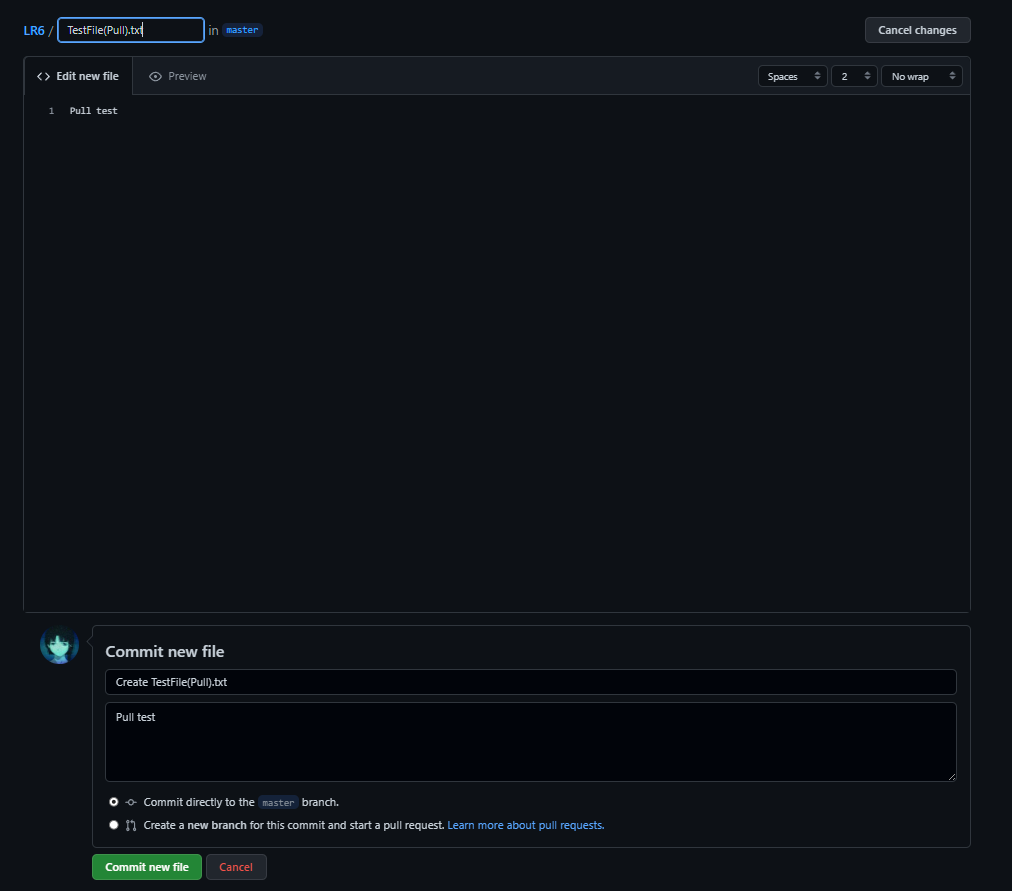 LR6 / TestFile(Pull).txt in master Cancel changes
<> Edit new file Preview Spaces 2 No wrap
1 Pull test
Commit new file
Create TestFile(Pull).txt
Pull test
Commit directly to the master branch.
Create a new branch for this commit and start a pull request. Learn more about pull requests.
Commit new file Cancel